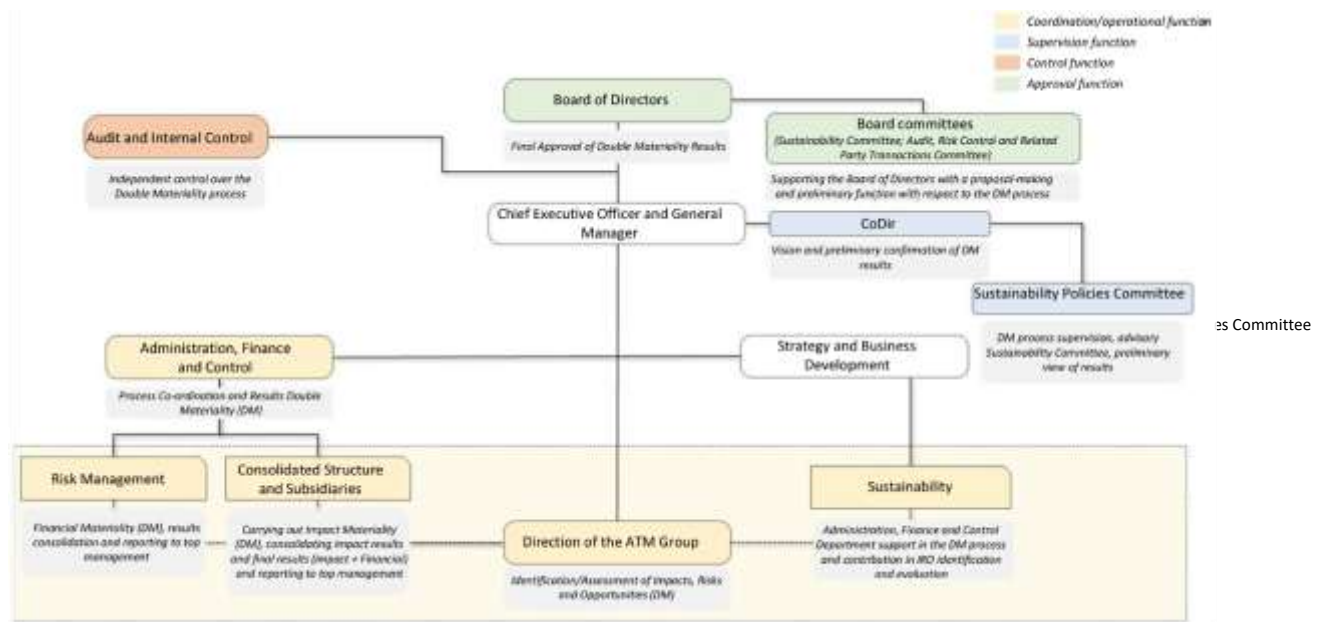 Coordination/operational function
Supervision function
Control function
Approval function
Board of Directors
Final Approval of Double Materiality Results
Board committees
(Sustainability Committee; Audit, Risk Control and Related
Party Transactions Committee)
Supporting the Board of Directors with a proposal-making
and preliminary function with respect to the DM process
Audit and Internal Control
Independent control over the
Double Materiality process
Chief Executive Officer and General
Manager
CoDir
Vision and preliminary confirmation of DM
results
Sustainability Policies Committee
es Committee
DM process supervision, advisory
Sustainability Committee, preliminary
view of results
Administration, Finance
and Control
Process Co-ordination and Results Double
Materiality (DM)
Strategy and Business
Development
Risk Management
Financial Materiality (DM), results
consolidation and reporting to top
management
Consolidated Structure
and Subsidiaries
Carrying out Impact Materiality
(DM), consolidating impact results
and final results (Impact + Financial)
and reporting to top management
Direction of the ATM Group
Identification/Assessment of Impacts, Risks
and Opportunities (DM)
Sustainability
Administration, Finance and Control
Department support in the DM process
and contribution in IRO identification
and evaluation